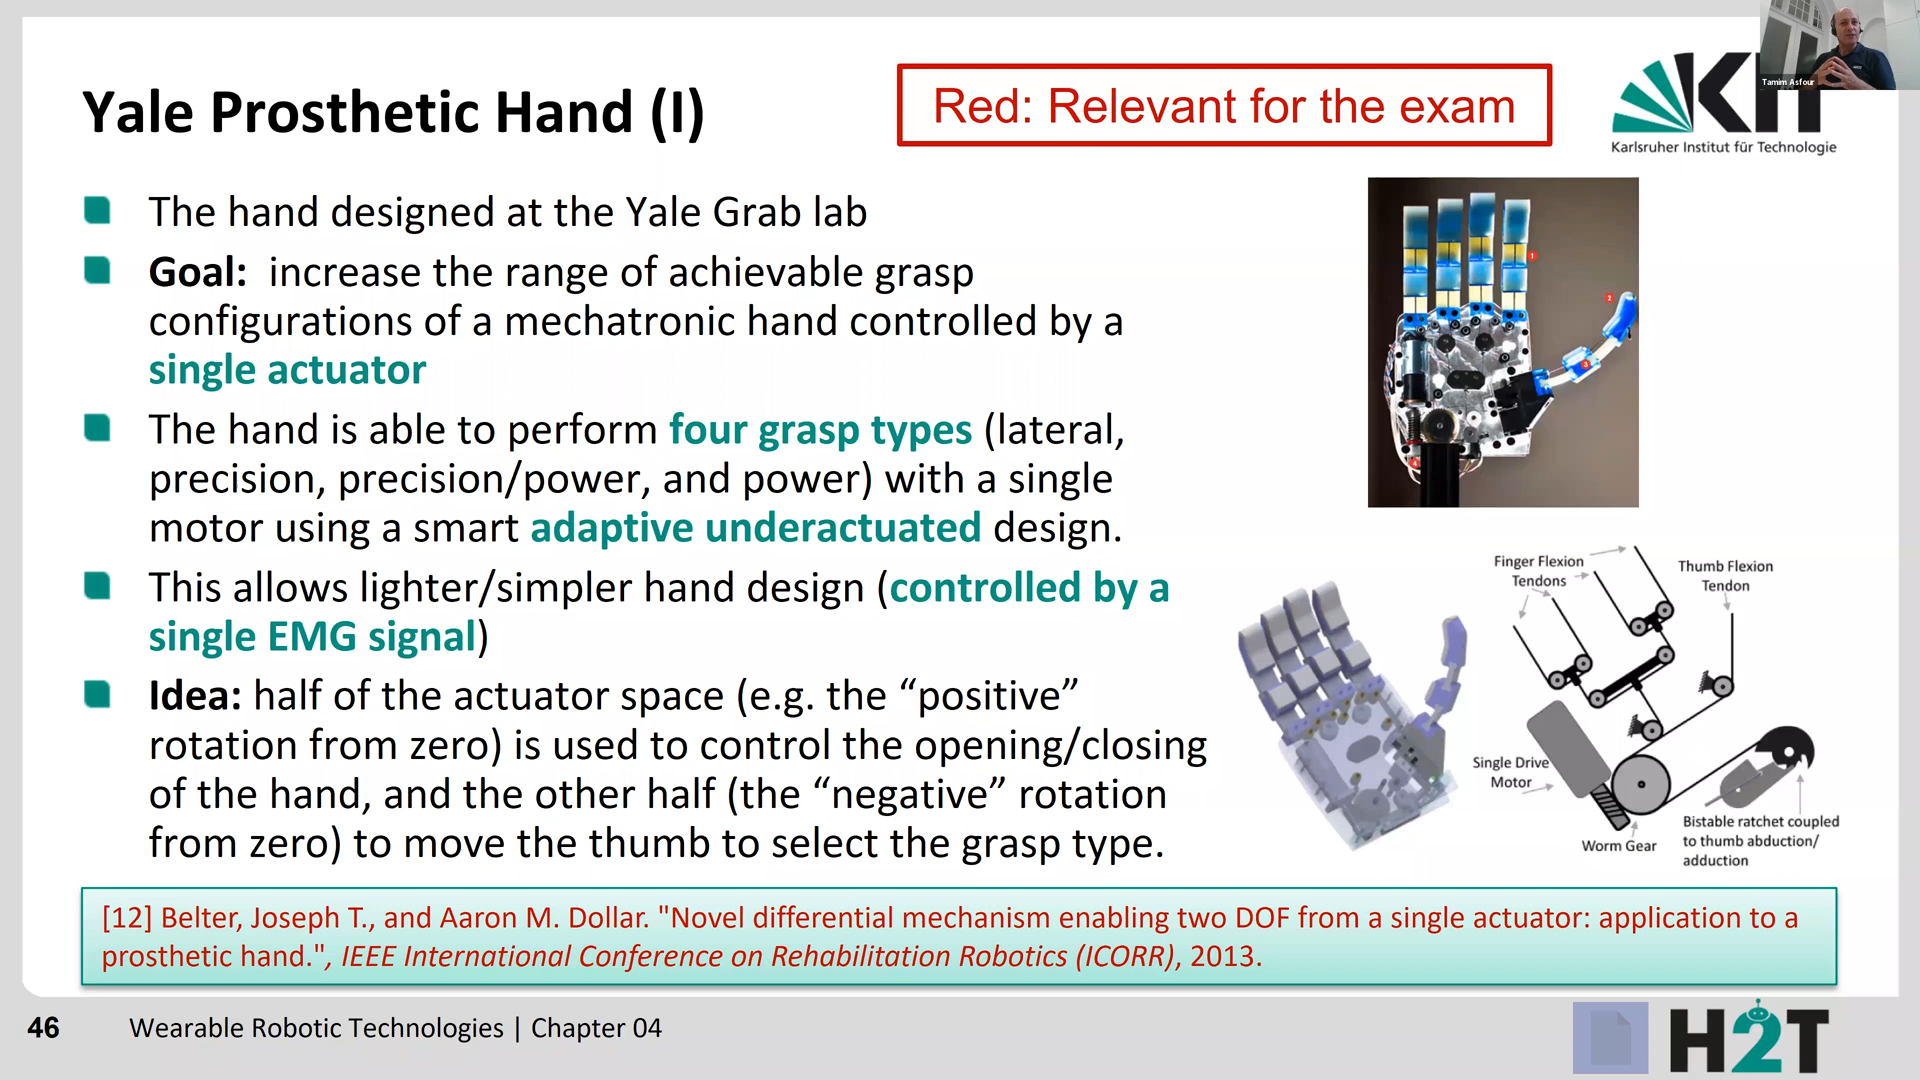 Tamim Asfour
Yale Prosthetic Hand (I)
Red: Relevant for the exam
KIT
Karlsruher Institut für Technologie
The hand designed at the Yale Grab lab
Goal: increase the range of achievable grasp
configurations of a mechatronic hand controlled by a
single actuator
The hand is able to perform four grasp types (lateral,
precision, precision/power, and power) with a single
motor using a smart adaptive underactuated design.
This allows lighter/simpler hand design (controlled by a
single EMG signal)
Idea: half of the actuator space (e.g. the “positive”
rotation from zero) is used to control the opening/closing
of the hand, and the other half (the “negative” rotation
from zero) to move the thumb to select the grasp type.
1
2
3
4
Finger Flexion
Tendons
Thumb Flexion
Tendon
Single Drive
Motor
Worm Gear
Bistable ratchet coupled
to thumb abduction/
adduction
[12] Belter, Joseph T., and Aaron M. Dollar. "Novel differential mechanism enabling two DOF from a single actuator: application to a
prosthetic hand.", IEEE International Conference on Rehabilitation Robotics (ICORR), 2013.
46
Wearable Robotic Technologies | Chapter 04
H2T